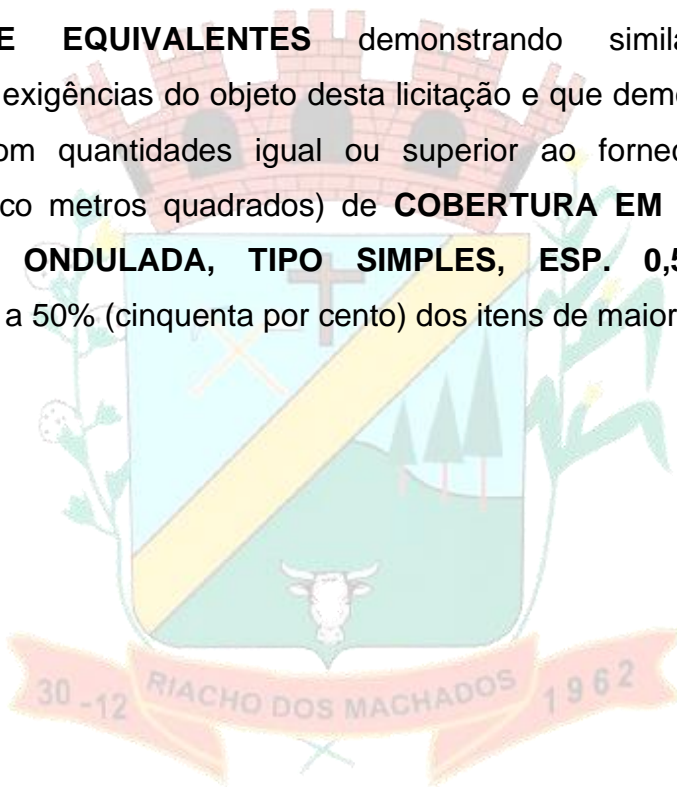 E EQUIVALENTES demonstrando simila
exigências do objeto desta licitação e que demo
om quantidades igual ou superior ao fornec
co metros quadrados) de COBERTURA EM
ONDULADA, TIPO SIMPLES, ESP. 0,5
a 50% (cinquenta por cento) dos itens de maior
30 -12 RIACHO DOS MACHADOS 1962